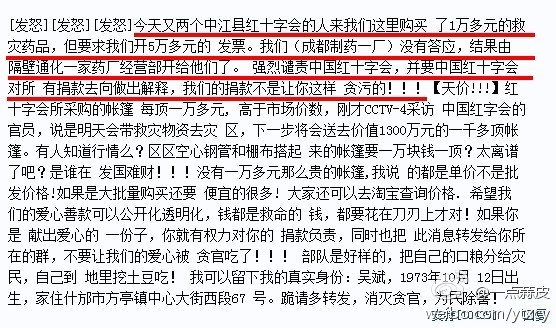 [发怒][发怒][发怒]今天又两个中江县红十字会的人来我们这里购买 了1万多元的救
灾药品，但要求我们开5万多元的 发票。我们（成都制药一厂）没有答应，结果由
隔壁通化一家药厂经营部开给他们了。 强烈谴责中国红十字会，并要中国红十字会
对所 有捐款去向做出解释，我们的捐款不是让你这样 贪污的！！！【天价!!!】红
十字会所采购的帐篷 每顶一万多元, 高于市场价数，刚才CCTV-4采访 中国红字会的
官员，说是明天会带救灾物资去灾 区，下一步将会送去价值1300万元的一千多顶帐
篷。有人知道行情么？区区空心钢管和棚布搭起 来的帐篷要一万块钱一顶？太离谱
了吧？是谁在 发国难财！！！没有一万多元那么贵的帐篷,我说 的都是单价不是批
发价格!如果是大批量购买还要 便宜的很多！大家还可以去淘宝查询价格. 希望我
们的爱心善款可以公开化透明化，钱都是救命的 钱，都要花在刀刃上才对！如果你
是 献出爱心的 一份子，你就有权力对你的 捐款负责，同时也把 此消息转发给你所
在的群，不要让我们的爱心被 贪官吃了！！！ 部队是好样的，把自己的口粮分给灾
民，自己到 地里挖土豆吃！ 我可以留下我的真实身份：吴斌，1973年10月 12日出
生，家住什邡市方亭镇中心大街西段67 号。跪请多转发，消灭贪官，为民除害！
一点蒜皮